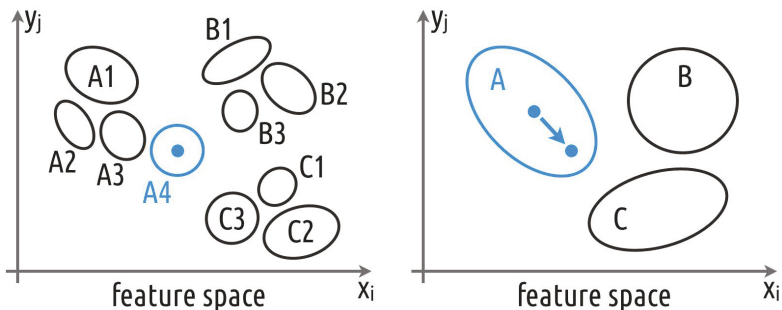 yj
A1
A2
A3
A4
B1
B2
B3
C1
C2
C3
xi
feature space
yj
A
B
C
xi
feature space